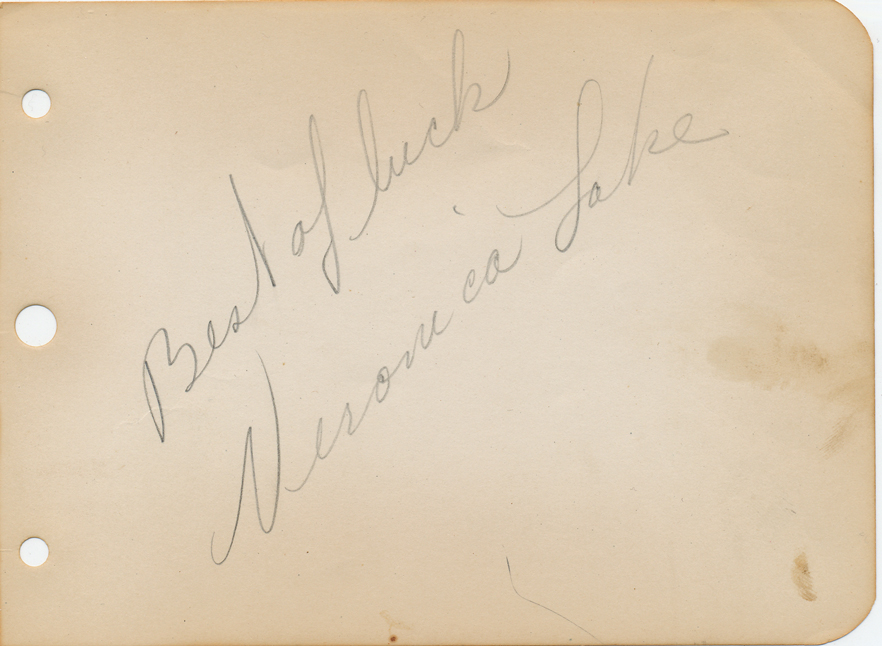 Best of luck
Veronica Lake